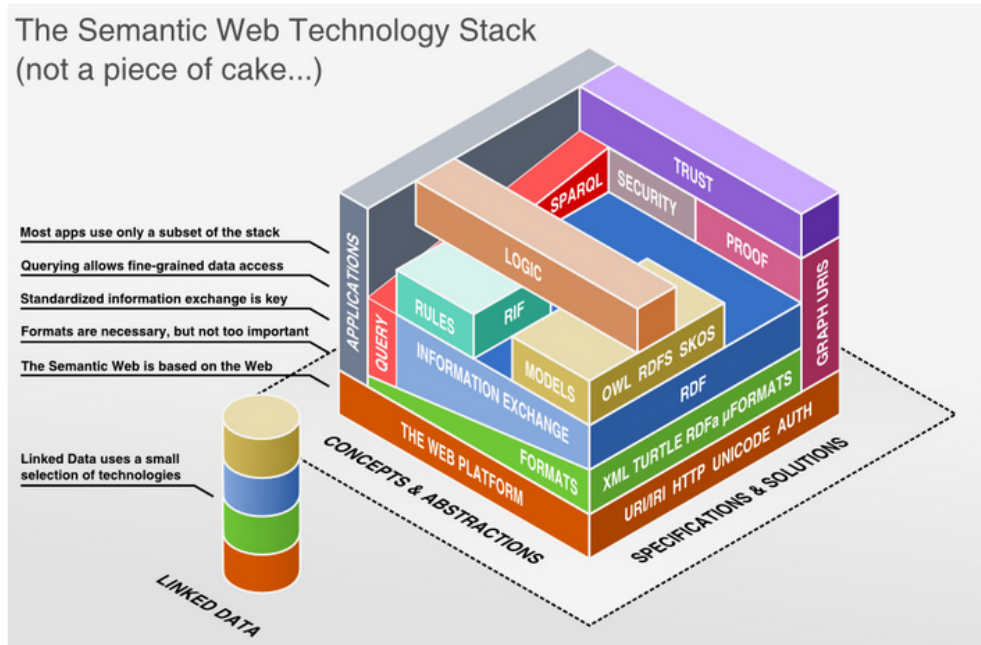 The Semantic Web Technology Stack
(not a piece of cake...)
Most apps use only a subset of the stack
Querying allows fine-grained data access
Standardized information exchange is key
Formats are necessary, but not too important
The Semantic Web is based on the Web
Linked Data uses a small
selection of technologies
LINKED DATA
APPLICATIONS
TRUST
SPARQL
SECURITY
PROOF
LOGIC
GRAPH URIS
QUERY
RULES
RIF
MODELS
OWL RDFS SKOS
INFORMATION EXCHANGE
RDF
FORMATS
XML TURTLE RDFa µFORMATS
THE WEB PLATFORM
URI/IRI HTTP UNICODE AUTH
CONCEPTS & ABSTRACTIONS
SPECIFICATIONS & SOLUTIONS